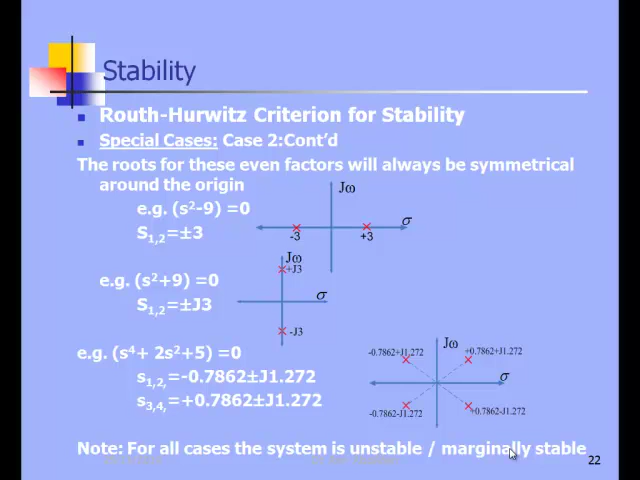 Stability
Routh-Hurwitz Criterion for Stability
Special Cases: Case 2:Cont'd
The roots for these even factors will always be symmetrical
around the origin
e.g. (s²-9) =0
S₁,₂=±3
Jω
σ
-3
+3
e.g. (s²+9) =0
S₁,₂=±J3
Jω
+J3
σ
-J3
e.g. (s⁴+ 2s²+5) =0
s₁,₂,=-0.7862±J1.272
s₃,₄,=+0.7862±J1.272
Jω
-0.7862+J1.272
+0.7862+J1.272
σ
-0.7862-J1.272
+0.7862-J1.272
Note: For all cases the system is unstable / marginally stable
22